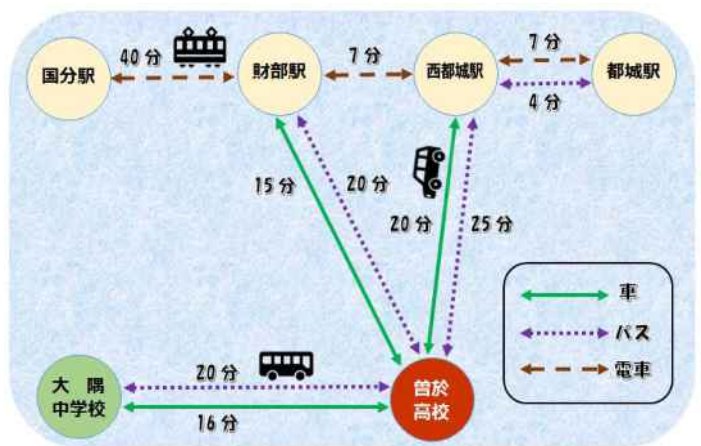 40 分
7 分
7 分
国分駅
財部駅
西都城駅
都城駅
4 分
15 分
20 分
20 分
25 分
車
バス
電車
20 分
大 隅
中学校
曽於
高校
16 分